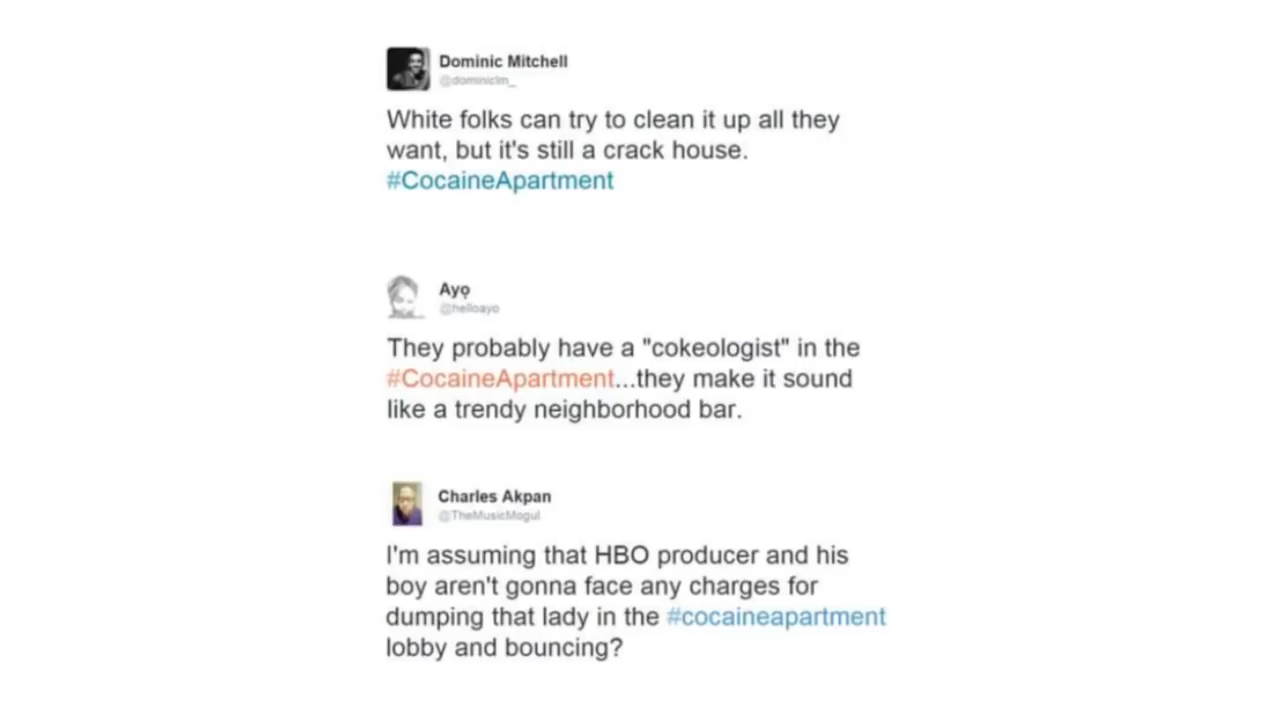 Dominic Mitchell
@dominiclm_
White folks can try to clean it up all they
want, but it's still a crack house.
#CocaineApartment
Ayọ
@helloayo
They probably have a "cokeologist" in the
#CocaineApartment...they make it sound
like a trendy neighborhood bar.
Charles Akpan
@TheMusicMogul
I'm assuming that HBO producer and his
boy aren't gonna face any charges for
dumping that lady in the #cocaineapartment
lobby and bouncing?